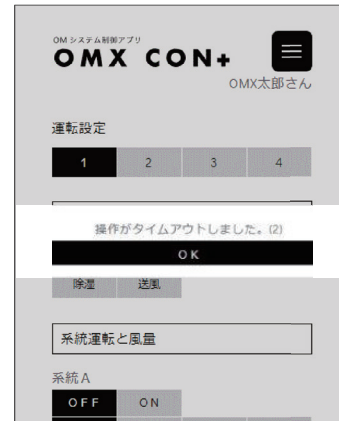 OMシステム制御アプリ
OMX CON+
OMX太郎さん
運転設定
1 2 3 4
操作がタイムアウトしました。(2)
OK
除湿 送風
系統運転と風量
系統A
OFF ON